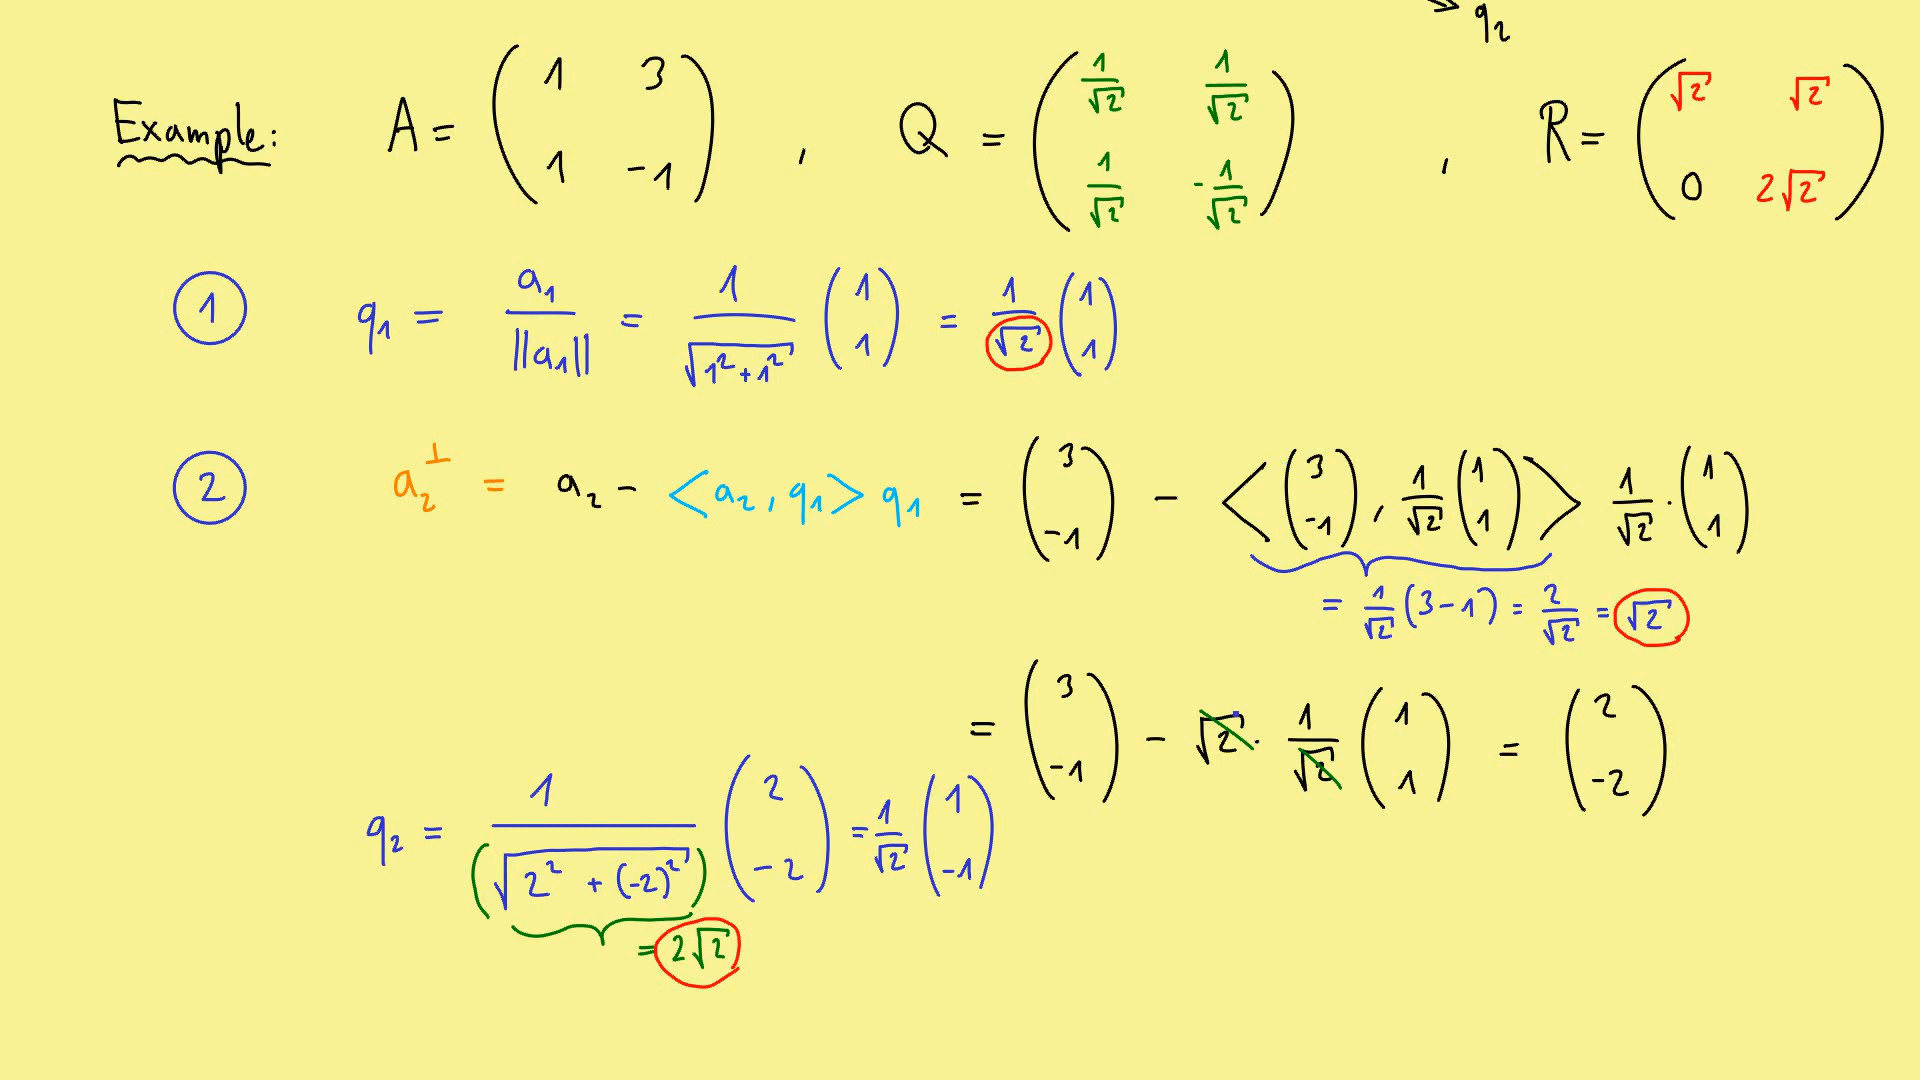 q₂
Example: A = ( 1 3 ; 1 -1 ) , Q = ( 1/√2 1/√2 ; 1/√2 -1/√2 ) , R = ( √2 √2 ; 0 2√2 )
① q₁ = a₁/||a₁|| = 1/√(1²+1²) ( 1 ; 1 ) = 1/√2 ( 1 ; 1 )
② a₂^⊥ = a₂ - <a₂, q₁> q₁ = ( 3 ; -1 ) - < ( 3 ; -1 ) , 1/√2 ( 1 ; 1 ) > 1/√2 · ( 1 ; 1 )
= 1/√2 (3-1) = 2/√2 = √2
= ( 3 ; -1 ) - √2 · 1/√2 ( 1 ; 1 ) = ( 2 ; -2 )
q₂ = 1/(√(2² + (-2)²)) ( 2 ; -2 ) = 1/√2 ( 1 ; -1 )
= 2√2